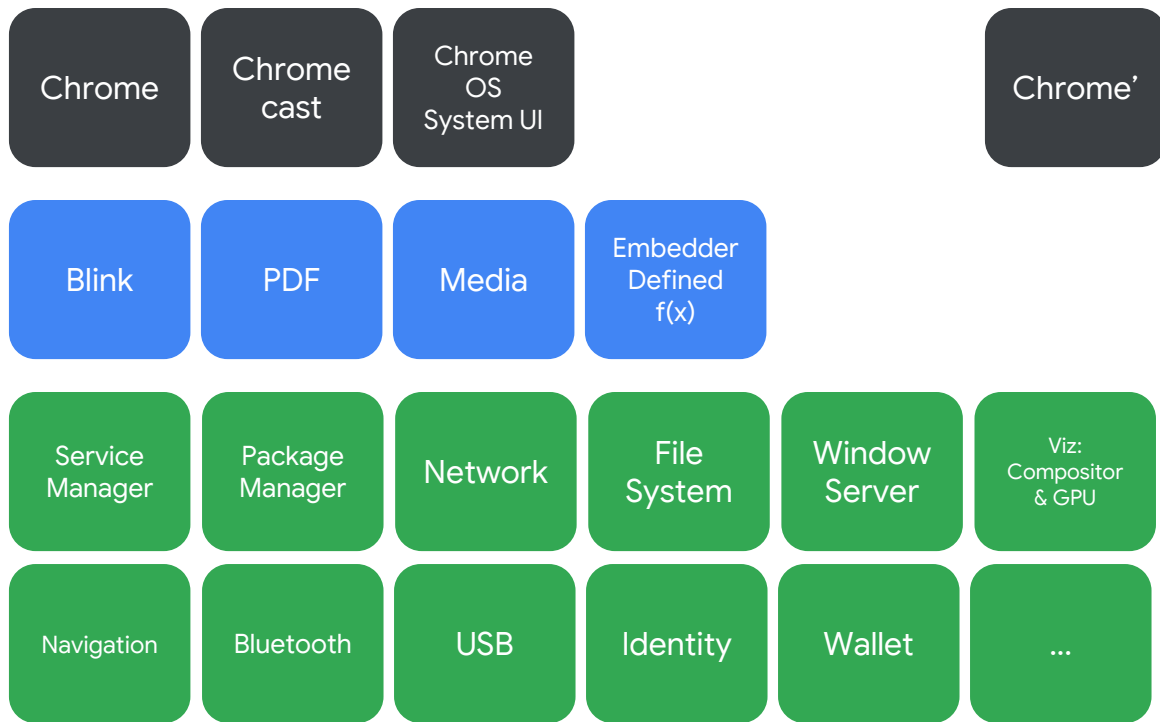 Chrome
Chrome
cast
Chrome
OS
System UI
Chrome’
Blink
PDF
Media
Embedder
Defined
f(x)
Service
Manager
Package
Manager
Network
File
System
Window
Server
Viz:
Compositor
& GPU
Navigation
Bluetooth
USB
Identity
Wallet
...